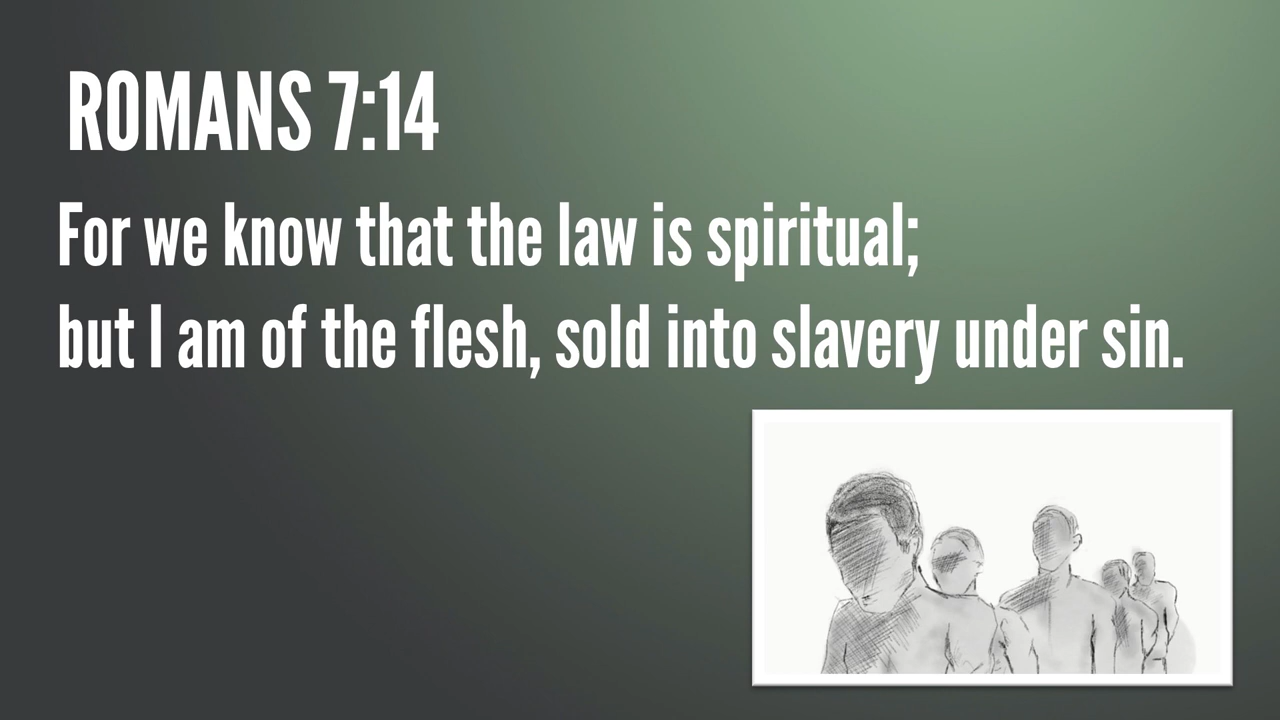 ROMANS 7:14
For we know that the law is spiritual;
but I am of the flesh, sold into slavery under sin.